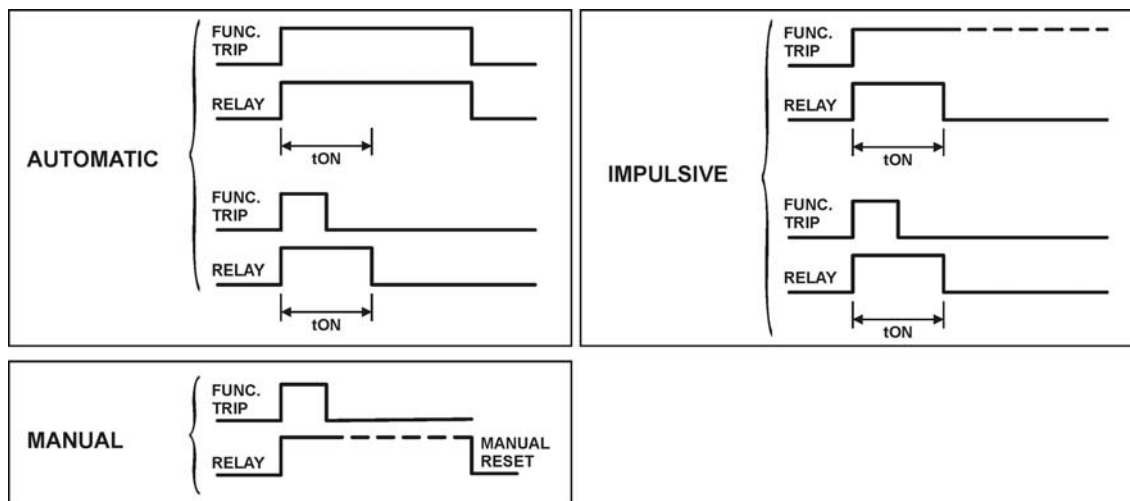 FUNC.
TRIP
RELAY
tON
AUTOMATIC
FUNC.
TRIP
RELAY
tON
FUNC.
TRIP
RELAY
tON
IMPULSIVE
FUNC.
TRIP
RELAY
tON
FUNC.
TRIP
MANUAL
RELAY
MANUAL
RESET